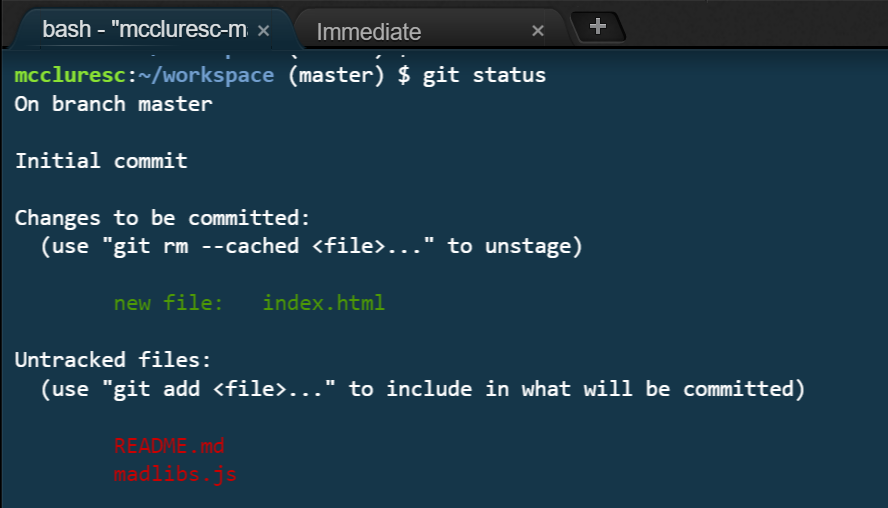 bash - "mccluresc-ma ×
Immediate ×
+
mccluresc:~/workspace (master) $ git status
On branch master
Initial commit
Changes to be committed:
  (use "git rm --cached <file>..." to unstage)
        new file:   index.html
Untracked files:
  (use "git add <file>..." to include in what will be committed)
        README.md
        madlibs.js